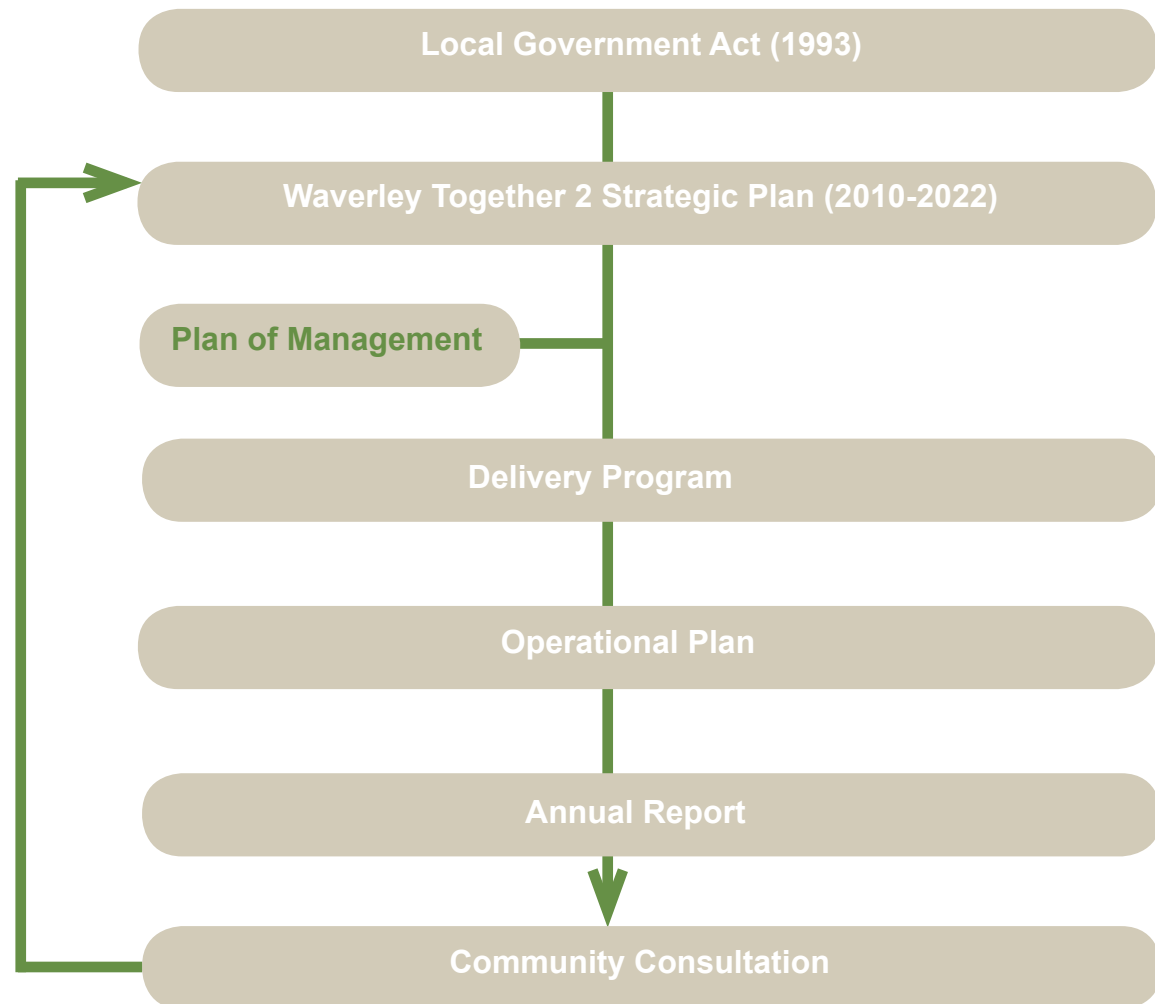 Local Government Act (1993)
Waverley Together 2 Strategic Plan (2010-2022)
Plan of Management
Delivery Program
Operational Plan
Annual Report
Community Consultation